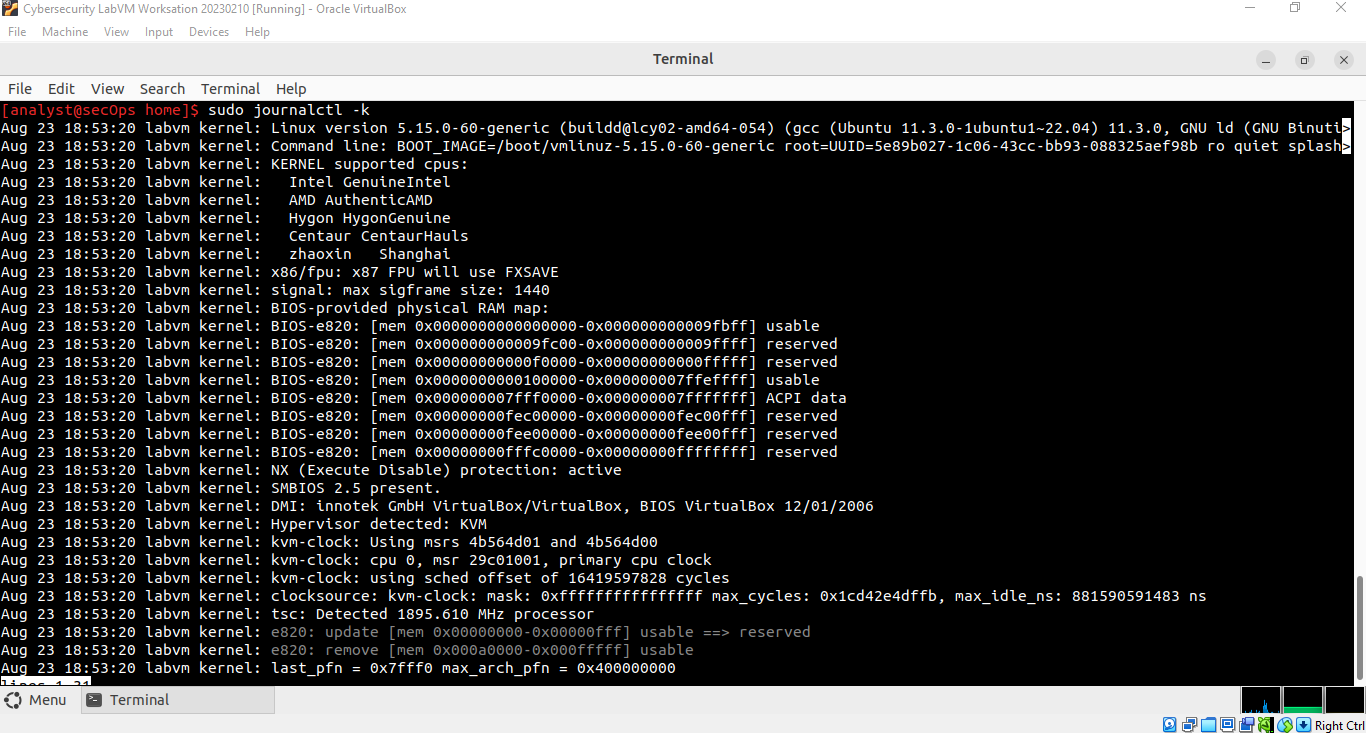 Cybersecurity LabVM Worksation 20230210 [Running] - Oracle VirtualBox
File Machine View Input Devices Help
Terminal
File Edit View Search Terminal Help
[analyst@secOps home]$ sudo journalctl -k
Aug 23 18:53:20 labvm kernel: Linux version 5.15.0-60-generic (buildd@lcy02-amd64-054) (gcc (Ubuntu 11.3.0-1ubuntu1~22.04) 11.3.0, GNU ld (GNU Binuti>
Aug 23 18:53:20 labvm kernel: Command line: BOOT_IMAGE=/boot/vmlinuz-5.15.0-60-generic root=UUID=5e89b027-1c06-43cc-bb93-088325aef98b ro quiet splash>
Aug 23 18:53:20 labvm kernel: KERNEL supported cpus:
Aug 23 18:53:20 labvm kernel:   Intel GenuineIntel
Aug 23 18:53:20 labvm kernel:   AMD AuthenticAMD
Aug 23 18:53:20 labvm kernel:   Hygon HygonGenuine
Aug 23 18:53:20 labvm kernel:   Centaur CentaurHauls
Aug 23 18:53:20 labvm kernel:   zhaoxin   Shanghai
Aug 23 18:53:20 labvm kernel: x86/fpu: x87 FPU will use FXSAVE
Aug 23 18:53:20 labvm kernel: signal: max sigframe size: 1440
Aug 23 18:53:20 labvm kernel: BIOS-provided physical RAM map:
Aug 23 18:53:20 labvm kernel: BIOS-e820: [mem 0x0000000000000000-0x000000000009fbff] usable
Aug 23 18:53:20 labvm kernel: BIOS-e820: [mem 0x000000000009fc00-0x000000000009ffff] reserved
Aug 23 18:53:20 labvm kernel: BIOS-e820: [mem 0x00000000000f0000-0x00000000000fffff] reserved
Aug 23 18:53:20 labvm kernel: BIOS-e820: [mem 0x0000000000100000-0x000000007ffeffff] usable
Aug 23 18:53:20 labvm kernel: BIOS-e820: [mem 0x000000007fff0000-0x000000007fffffff] ACPI data
Aug 23 18:53:20 labvm kernel: BIOS-e820: [mem 0x00000000fec00000-0x00000000fec00fff] reserved
Aug 23 18:53:20 labvm kernel: BIOS-e820: [mem 0x00000000fee00000-0x00000000fee00fff] reserved
Aug 23 18:53:20 labvm kernel: BIOS-e820: [mem 0x00000000fffc0000-0x00000000ffffffff] reserved
Aug 23 18:53:20 labvm kernel: NX (Execute Disable) protection: active
Aug 23 18:53:20 labvm kernel: SMBIOS 2.5 present.
Aug 23 18:53:20 labvm kernel: DMI: innotek GmbH VirtualBox/VirtualBox, BIOS VirtualBox 12/01/2006
Aug 23 18:53:20 labvm kernel: Hypervisor detected: KVM
Aug 23 18:53:20 labvm kernel: kvm-clock: Using msrs 4b564d01 and 4b564d00
Aug 23 18:53:20 labvm kernel: kvm-clock: cpu 0, msr 29c01001, primary cpu clock
Aug 23 18:53:20 labvm kernel: kvm-clock: using sched offset of 16419597828 cycles
Aug 23 18:53:20 labvm kernel: clocksource: kvm-clock: mask: 0xffffffffffffffff max_cycles: 0x1cd42e4dffb, max_idle_ns: 881590591483 ns
Aug 23 18:53:20 labvm kernel: tsc: Detected 1895.610 MHz processor
Aug 23 18:53:20 labvm kernel: e820: update [mem 0x00000000-0x00000fff] usable ==> reserved
Aug 23 18:53:20 labvm kernel: e820: remove [mem 0x000a0000-0x000fffff] usable
Aug 23 18:53:20 labvm kernel: last_pfn = 0x7fff0 max_arch_pfn = 0x400000000
lines 1-31
Menu Terminal
Right Ctrl